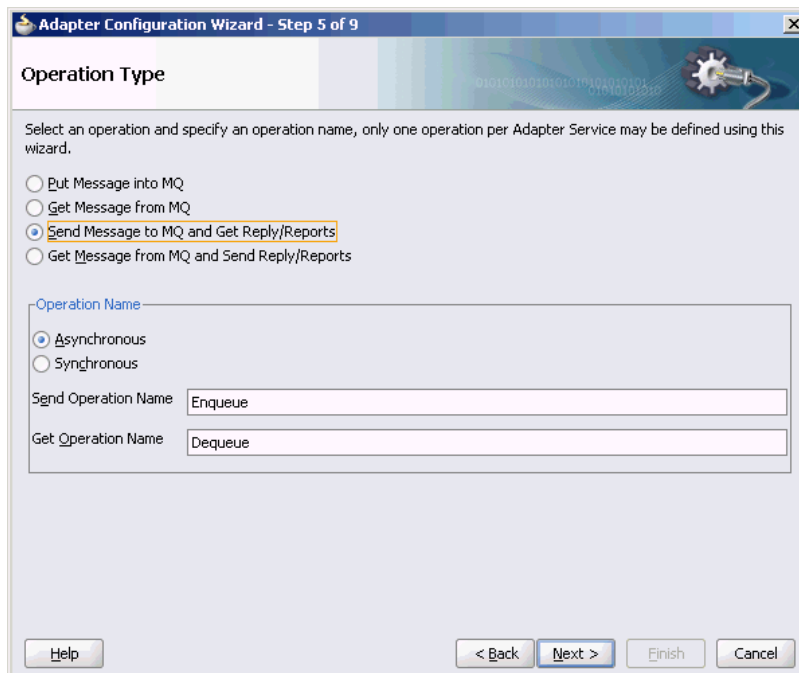 Adapter Configuration Wizard - Step 5 of 9
Operation Type
Select an operation and specify an operation name, only one operation per Adapter Service may be defined using this
wizard.
Put Message into MQ
Get Message from MQ
Send Message to MQ and Get Reply/Reports
Get Message from MQ and Send Reply/Reports
Operation Name
Asynchronous
Synchronous
Send Operation Name Enqueue
Get Operation Name Dequeue
Help < Back Next > Finish Cancel